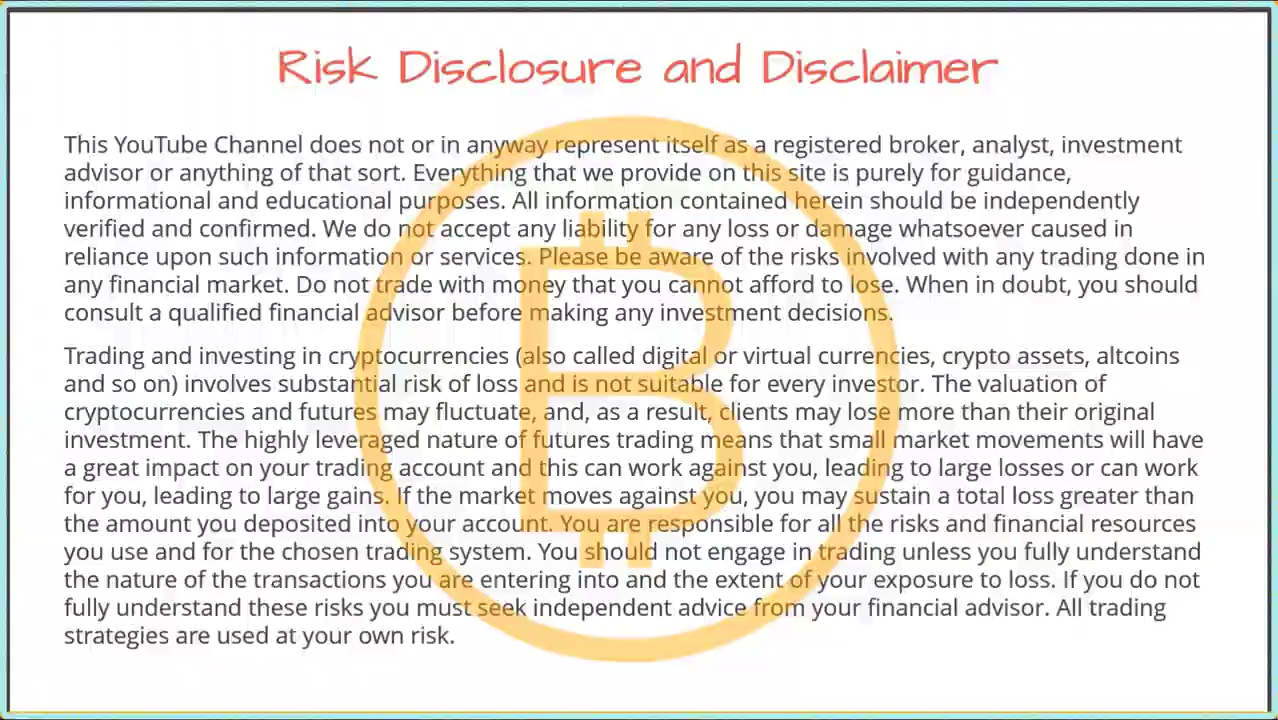 Risk Disclosure and Disclaimer
This YouTube Channel does not or in anyway represent itself as a registered broker, analyst, investment
advisor or anything of that sort. Everything that we provide on this site is purely for guidance,
informational and educational purposes. All information contained herein should be independently
verified and confirmed. We do not accept any liability for any loss or damage whatsoever caused in
reliance upon such information or services. Please be aware of the risks involved with any trading done in
any financial market. Do not trade with money that you cannot afford to lose. When in doubt, you should
consult a qualified financial advisor before making any investment decisions.
Trading and investing in cryptocurrencies (also called digital or virtual currencies, crypto assets, altcoins
and so on) involves substantial risk of loss and is not suitable for every investor. The valuation of
cryptocurrencies and futures may fluctuate, and, as a result, clients may lose more than their original
investment. The highly leveraged nature of futures trading means that small market movements will have
a great impact on your trading account and this can work against you, leading to large losses or can work
for you, leading to large gains. If the market moves against you, you may sustain a total loss greater than
the amount you deposited into your account. You are responsible for all the risks and financial resources
you use and for the chosen trading system. You should not engage in trading unless you fully understand
the nature of the transactions you are entering into and the extent of your exposure to loss. If you do not
fully understand these risks you must seek independent advice from your financial advisor. All trading
strategies are used at your own risk.